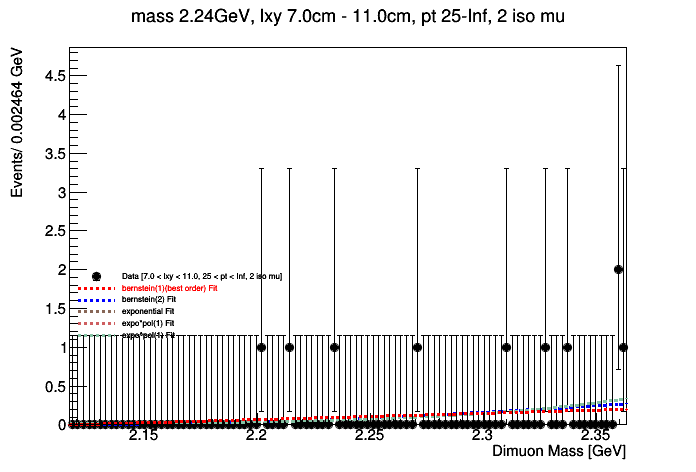 mass 2.24GeV, lxy 7.0cm - 11.0cm, pt 25-Inf, 2 iso mu
Events/ 0.002464 GeV
4.5
4
3.5
3
2.5
2
1.5
1
0.5
0
Data [7.0 < lxy < 11.0, 25 < pt < Inf, 2 iso mu]
bernstein(1)(best order) Fit
bernstein(2) Fit
exponential Fit
expo*pol(1) Fit
expo*pol(1) Fit
2.15
2.2
2.25
2.3
2.35
Dimuon Mass [GeV]